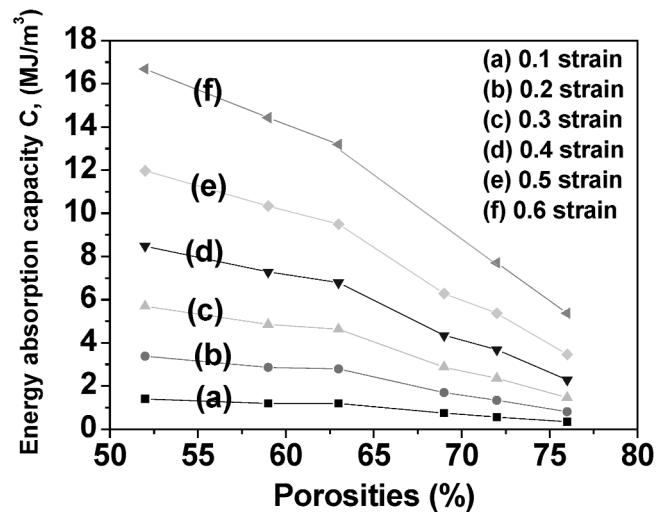 Energy absorption capacity C, (MJ/m³)
18
16
14
12
10
8
6
4
2
0
(f)
(e)
(d)
(c)
(b)
(a)
(a) 0.1 strain
(b) 0.2 strain
(c) 0.3 strain
(d) 0.4 strain
(e) 0.5 strain
(f) 0.6 strain
50 55 60 65 70 75 80
Porosities (%)